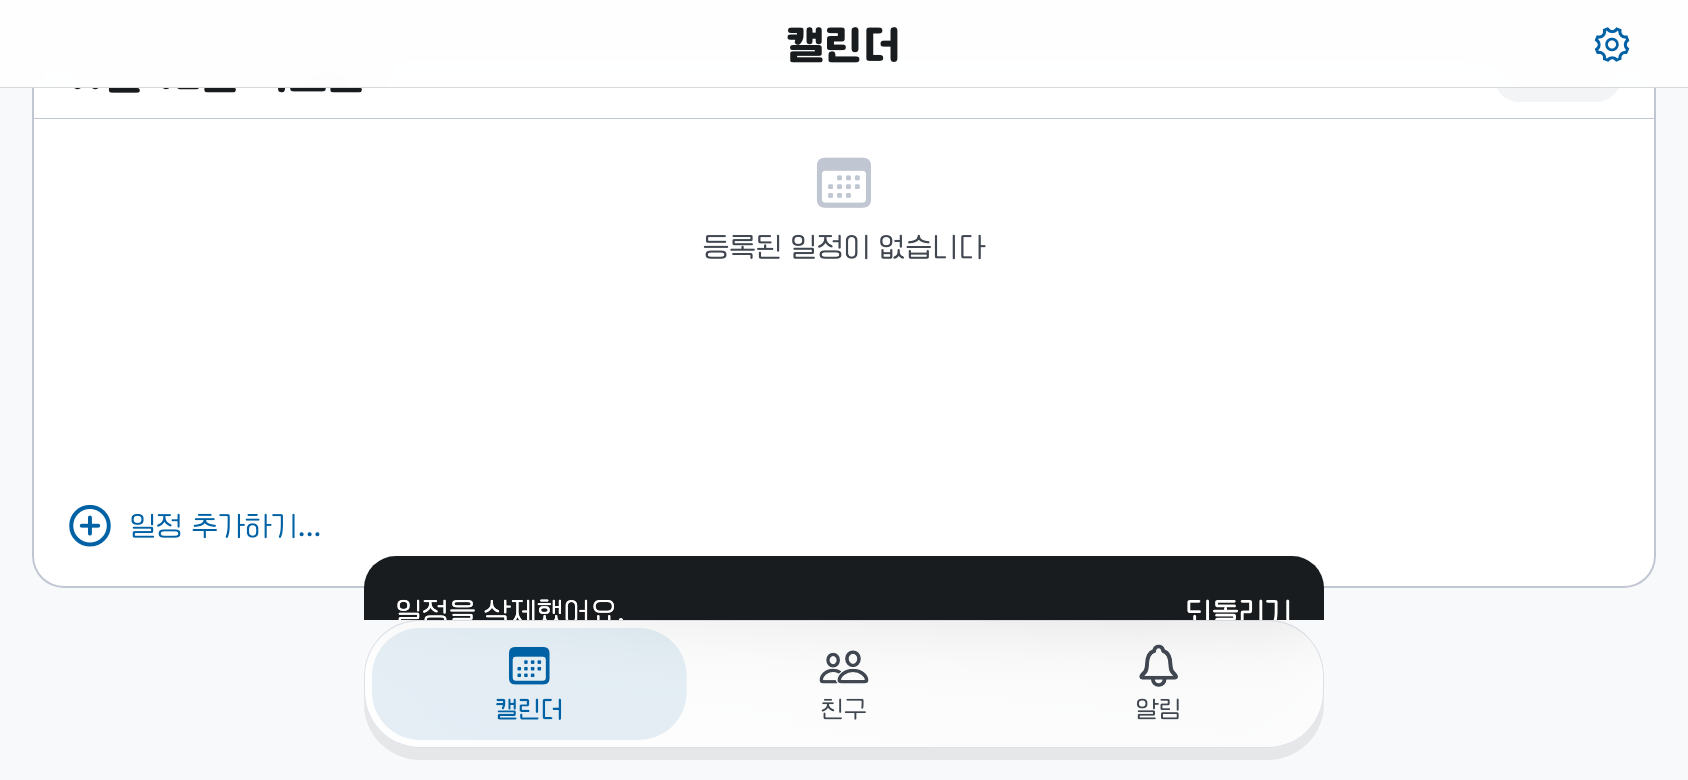 캘린더
등록된 일정이 없습니다
일정 추가하기...
일정을 삭제했어요.
되돌리기
캘린더
친구
알림